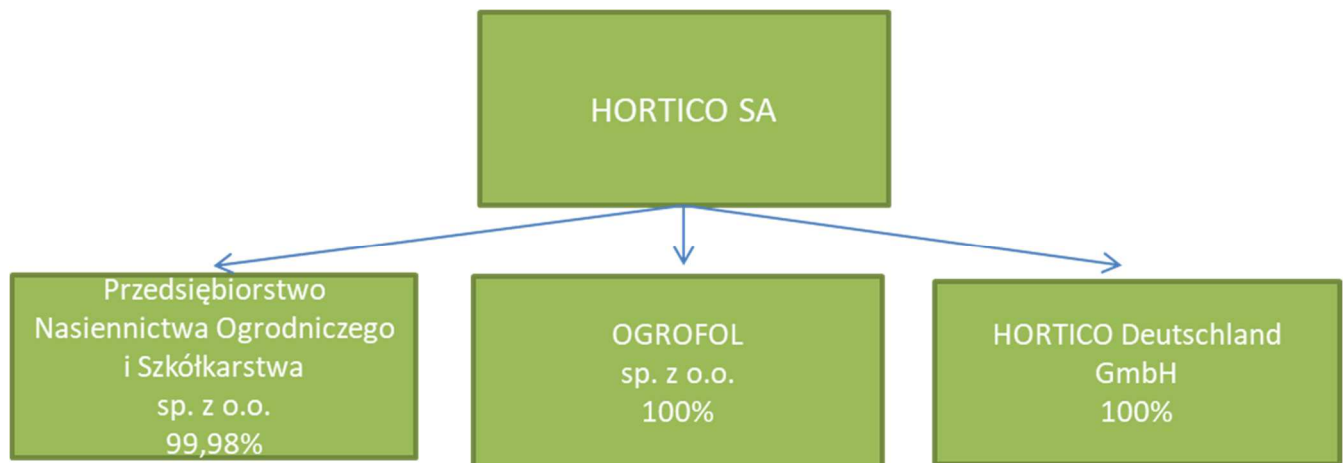 HORTICO SA
Przedsiębiorstwo
Nasiennictwa Ogrodniczego
i Szkółkarstwa
sp. z o.o.
99,98%
OGROFOL
sp. z o.o.
100%
HORTICO Deutschland
GmbH
100%